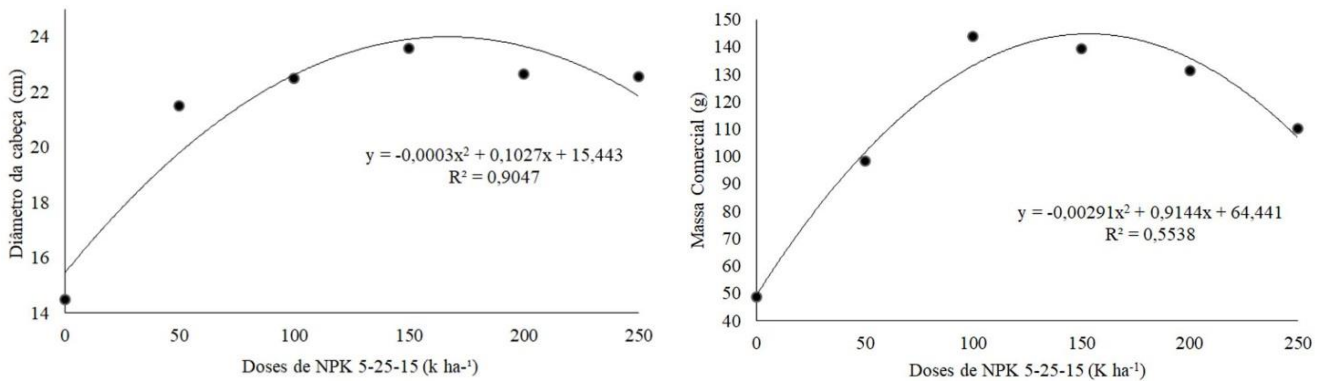 Diâmetro da cabeça (cm)
24
22
20
18
16
14
0 50 100 150 200 250
y = -0,0003x² + 0,1027x + 15,443
R² = 0,9047
Doses de NPK 5-25-15 (k ha⁻¹)
Massa Comercial (g)
150
140
130
120
110
100
90
80
70
60
50
40
0 50 100 150 200 250
y = -0,00291x² + 0,9144x + 64,441
R² = 0,5538
Doses de NPK 5-25-15 (K ha⁻¹)